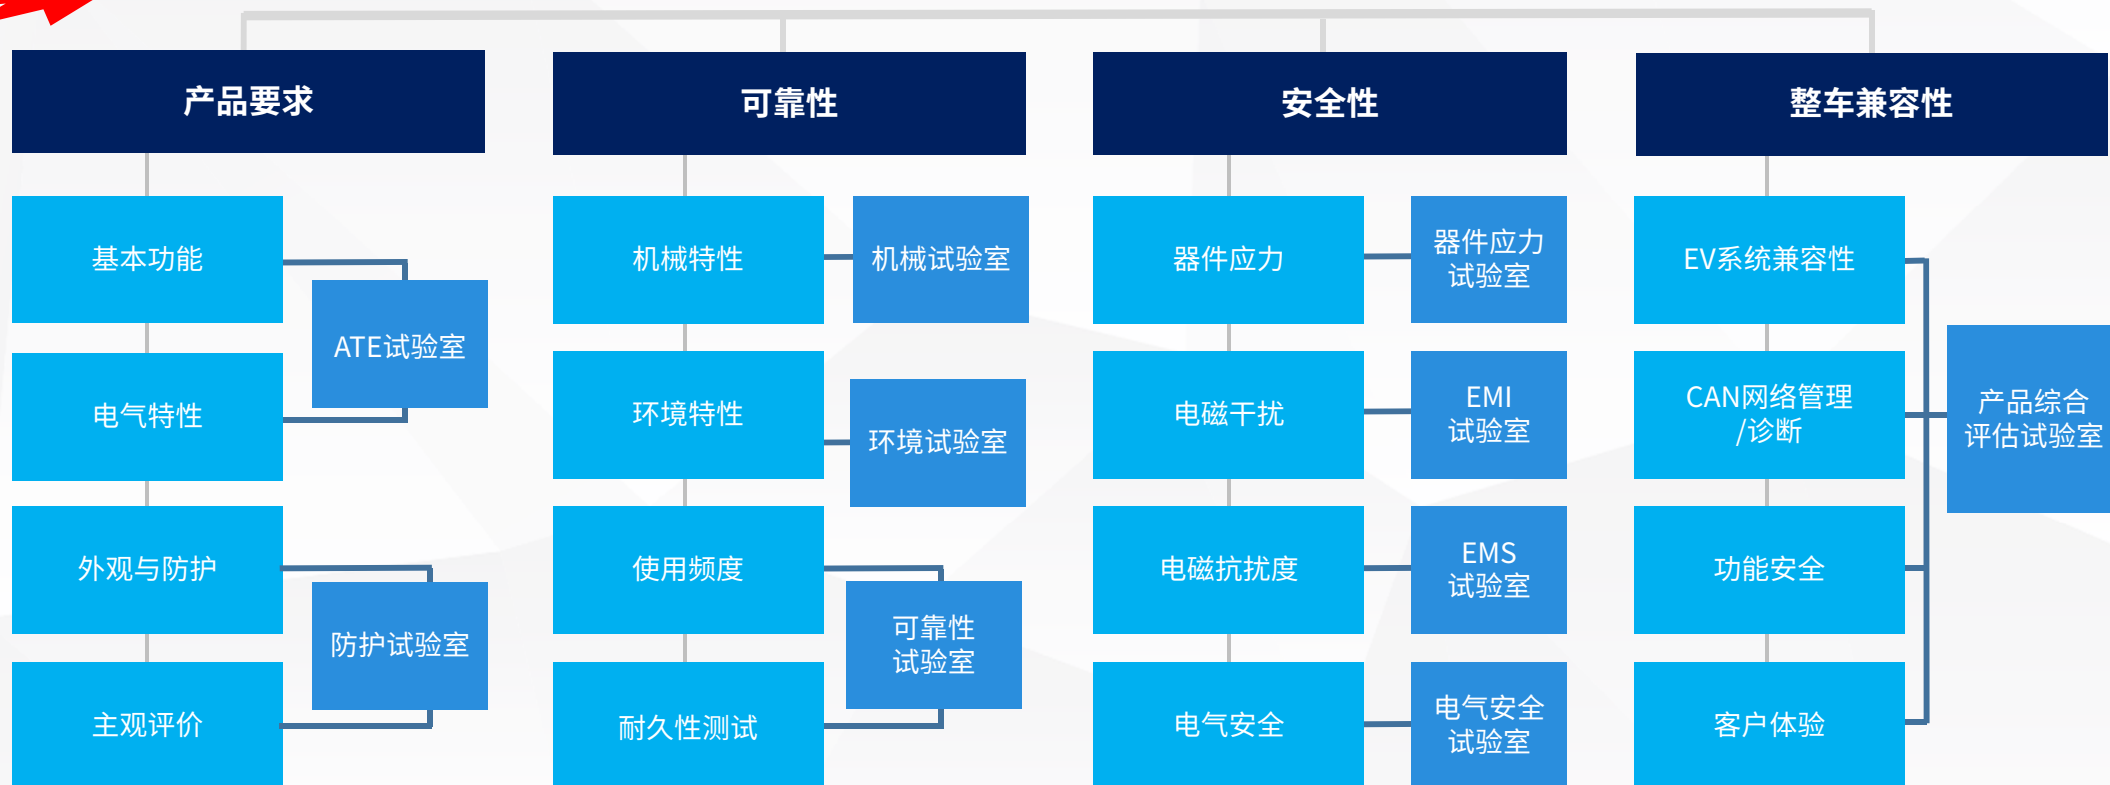 产品要求
基本功能
ATE试验室
电气特性
外观与防护
防护试验室
主观评价
可靠性
机械特性
机械试验室
环境特性
环境试验室
使用频度
可靠性
试验室
耐久性测试
安全性
器件应力
器件应力
试验室
电磁干扰
EMI
试验室
电磁抗扰度
EMS
试验室
电气安全
电气安全
试验室
整车兼容性
EV系统兼容性
CAN网络管理
/诊断
产品综合
评估试验室
功能安全
客户体验